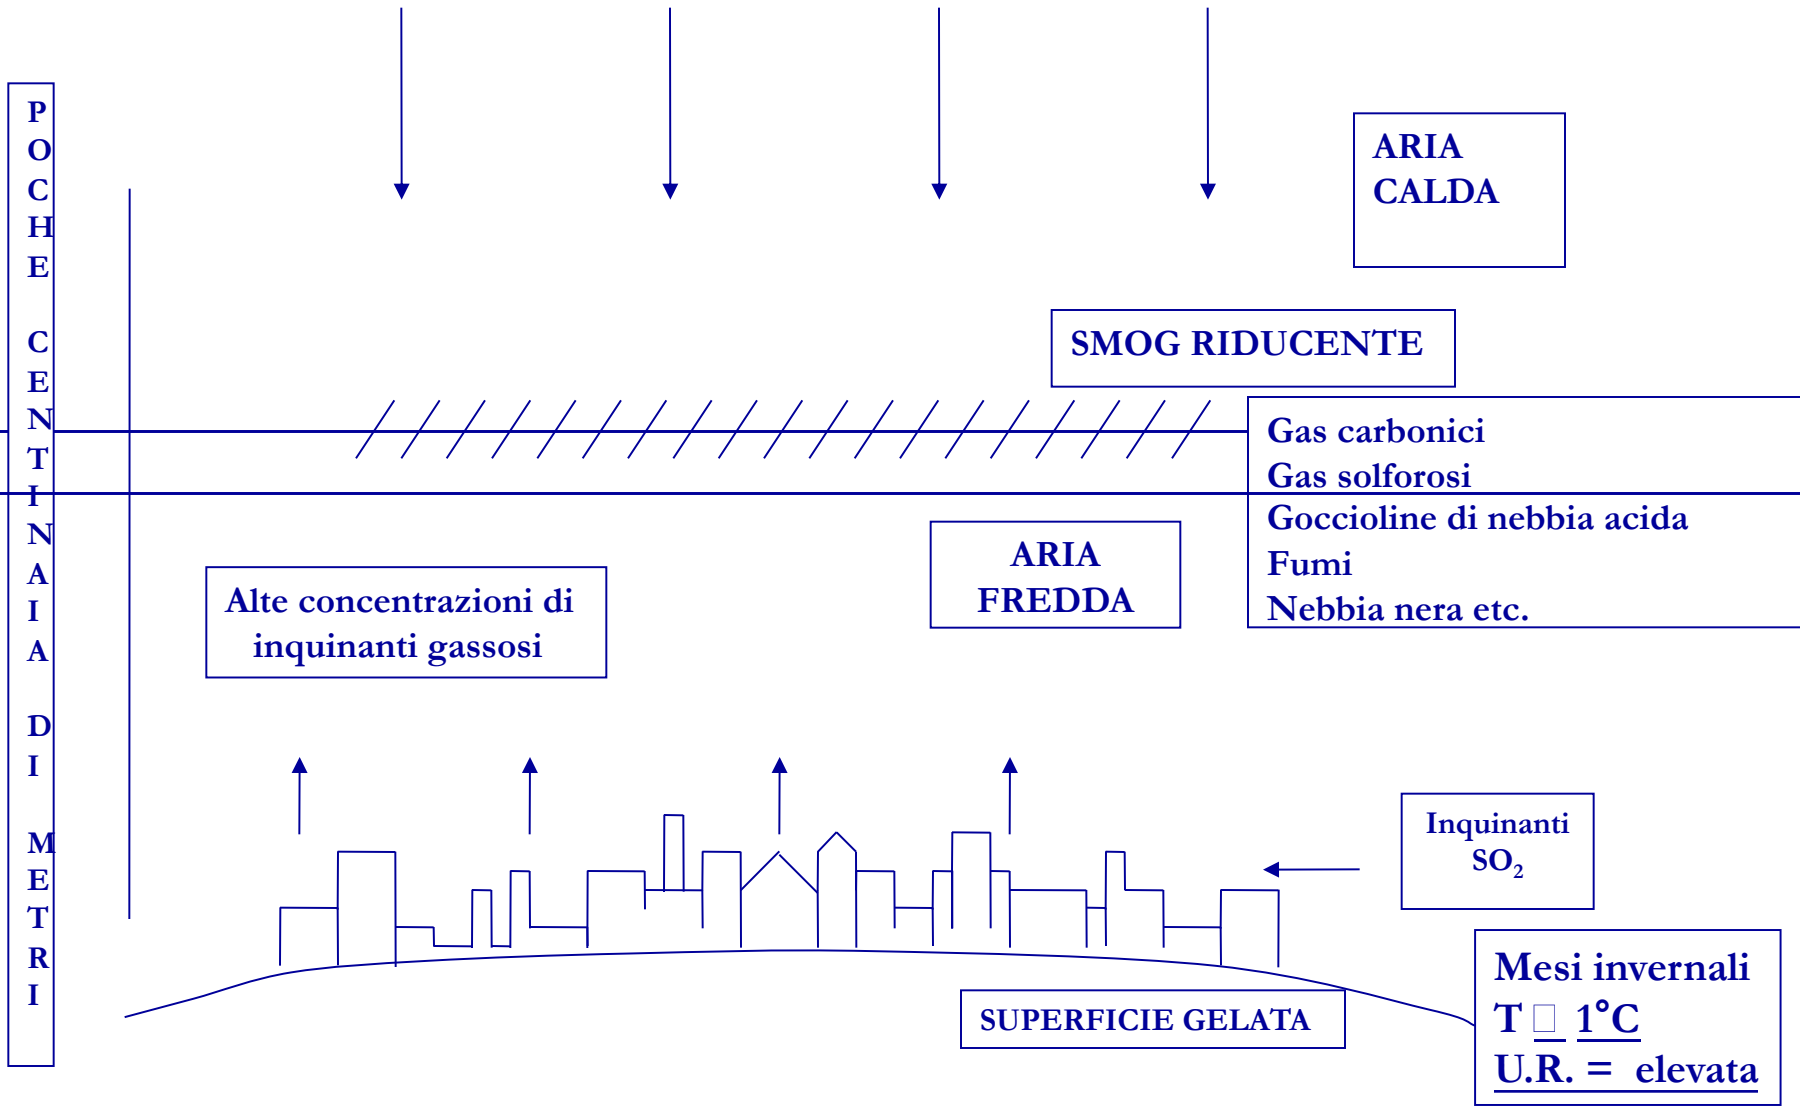 POCHE CENTINAIA DI METRI
ARIA
CALDA
SMOG RIDUCENTE
Gas carbonici
Gas solforosi
Goccioline di nebbia acida
Fumi
Nebbia nera etc.
ARIA
FREDDA
Alte concentrazioni di
inquinanti gassosi
Inquinanti
SO₂
SUPERFICIE GELATA
Mesi invernali
T □ 1°C
U.R. = elevata